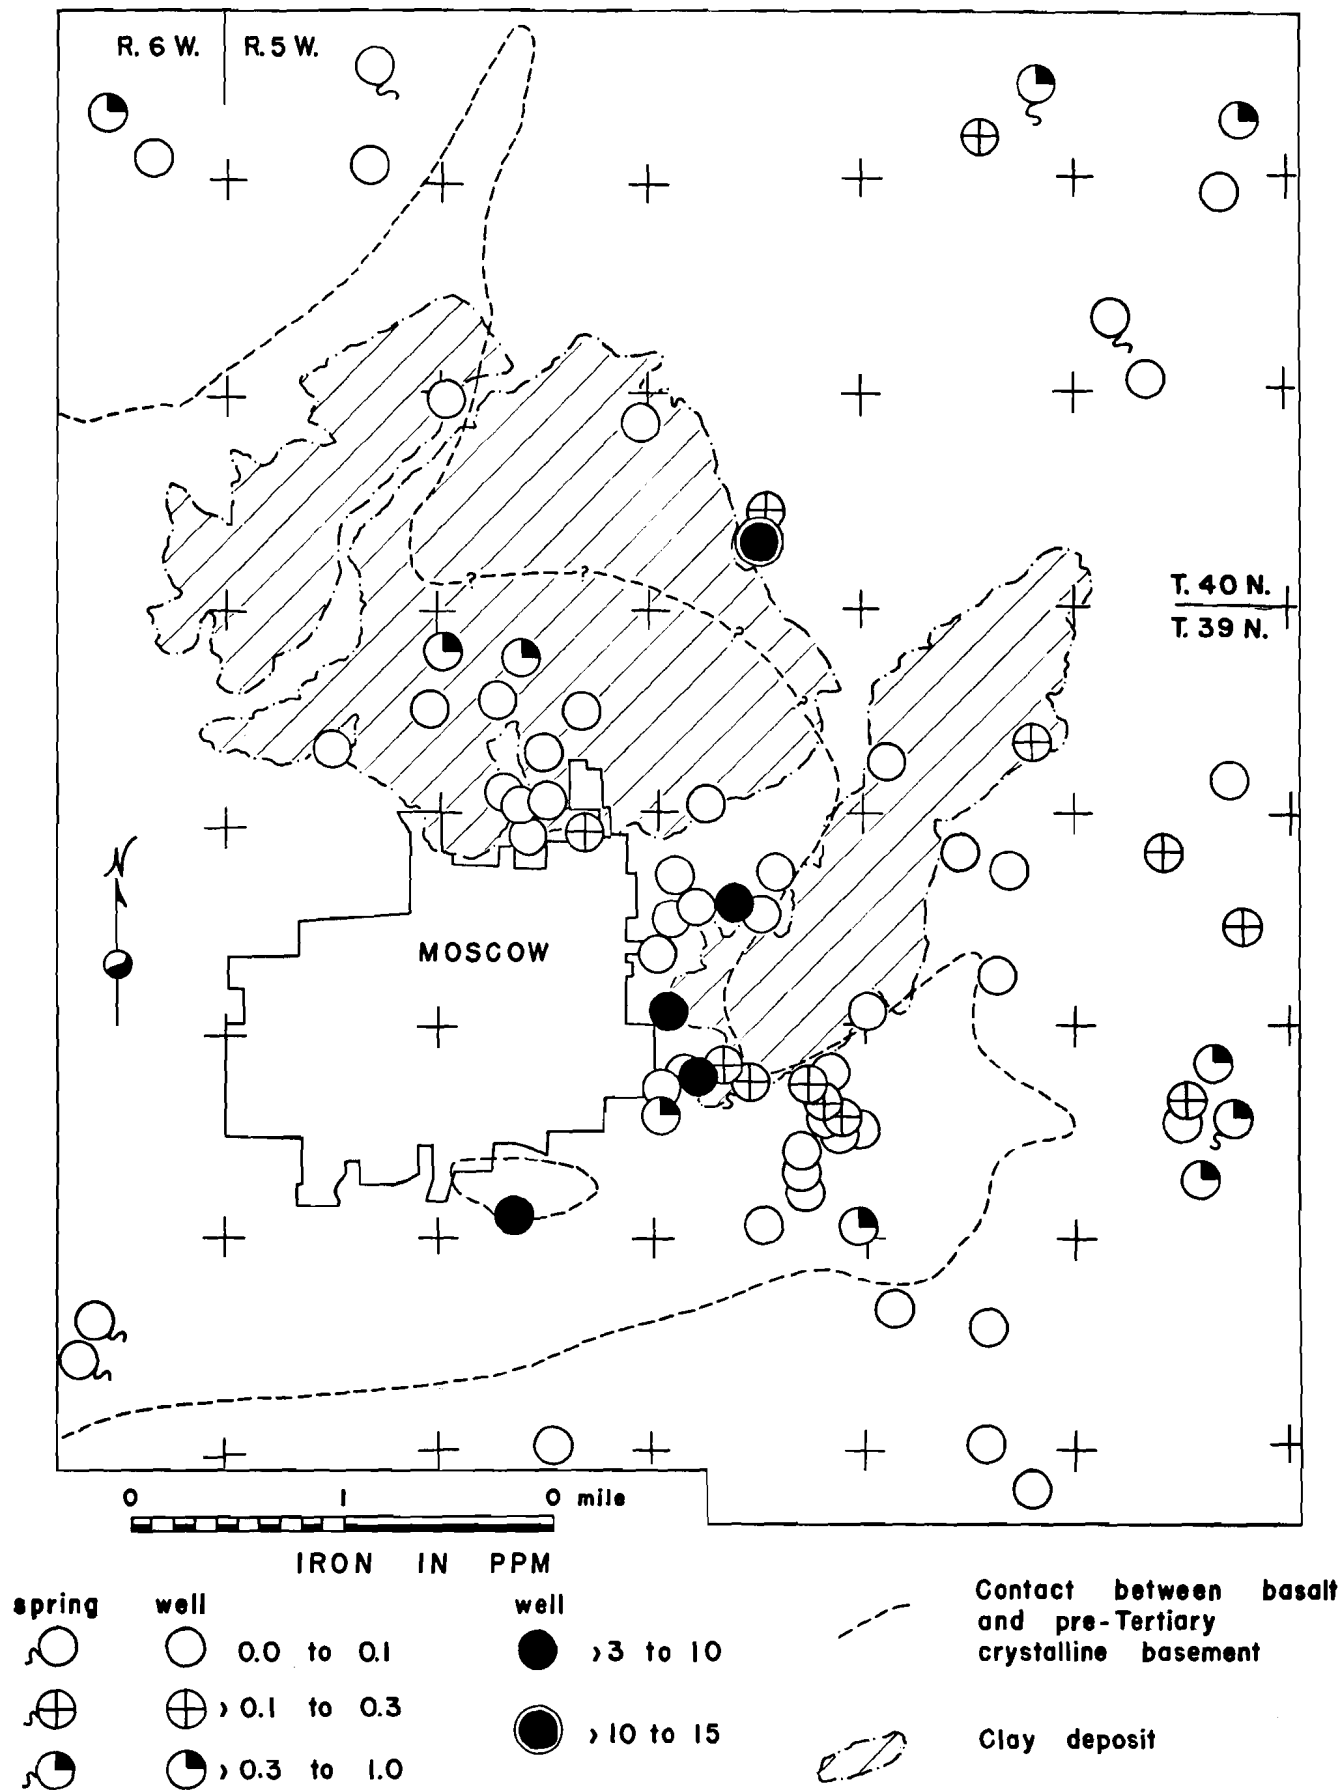 R. 6 W. R. 5 W.
T. 40 N.
T. 39 N.
? ? ? ?
N
MOSCOW
0 1 0 mile
IRON IN PPM
spring well well
0.0 to 0.1
> 0.1 to 0.3
> 0.3 to 1.0
>3 to 10
>10 to 15
Contact between basalt
and pre-Tertiary
crystalline basement
Clay deposit